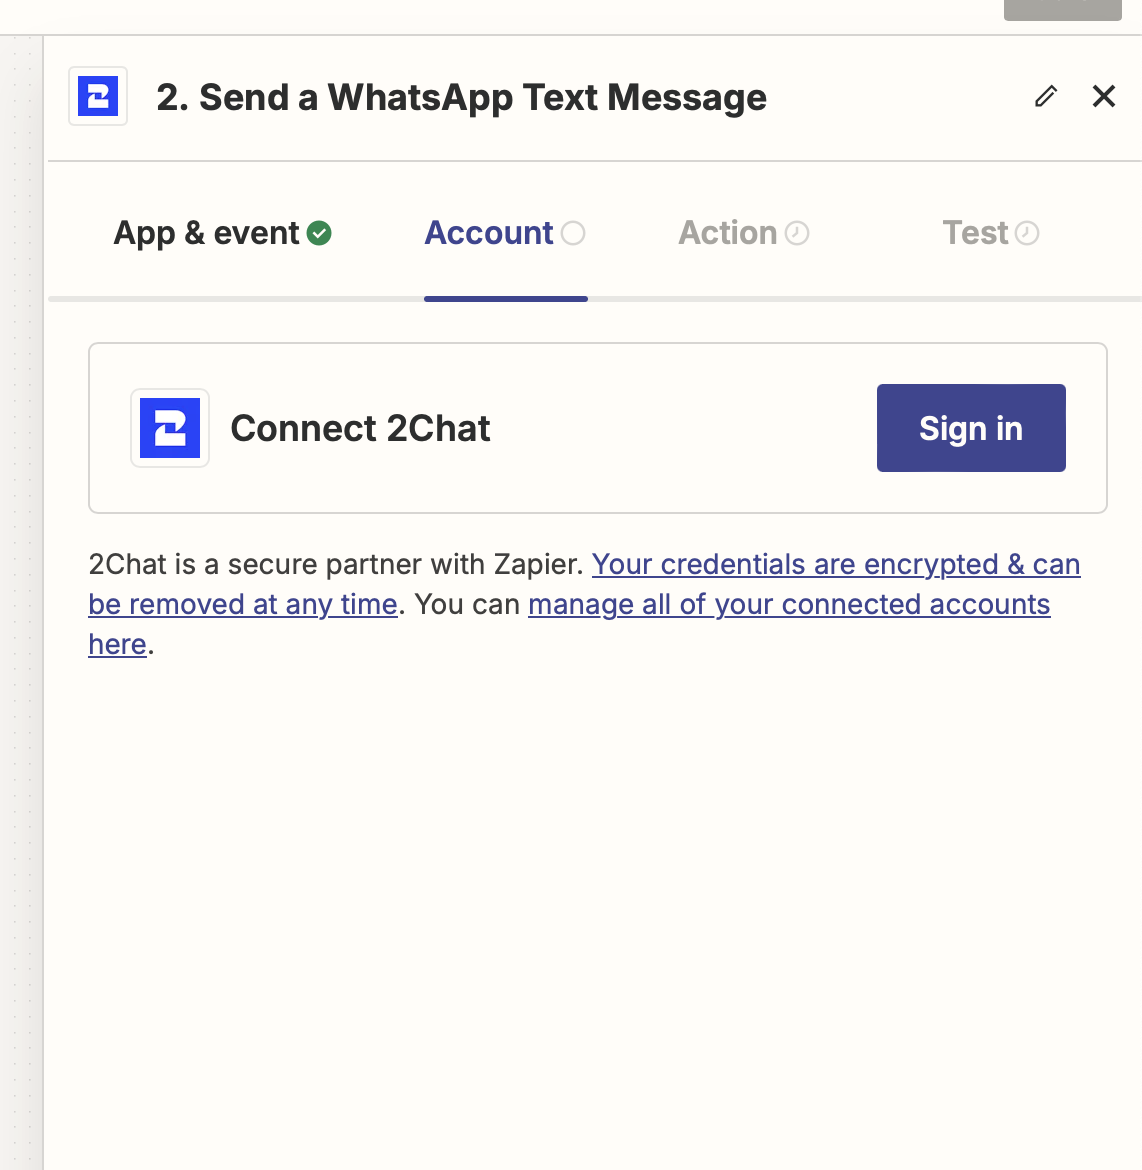 2. Send a WhatsApp Text Message
App & event
Account
Action
Test
Connect 2Chat
Sign in
2Chat is a secure partner with Zapier. Your credentials are encrypted & can
be removed at any time. You can manage all of your connected accounts
here.